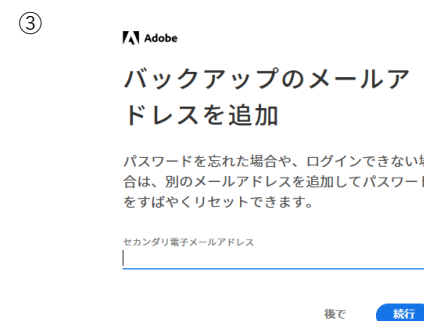 ③
Adobe
バックアップのメールア
ドレスを追加
パスワードを忘れた場合や、ログインできない場
合は、別のメールアドレスを追加してパスワード
をすばやくリセットできます。
セカンダリ電子メールアドレス
後で 続行